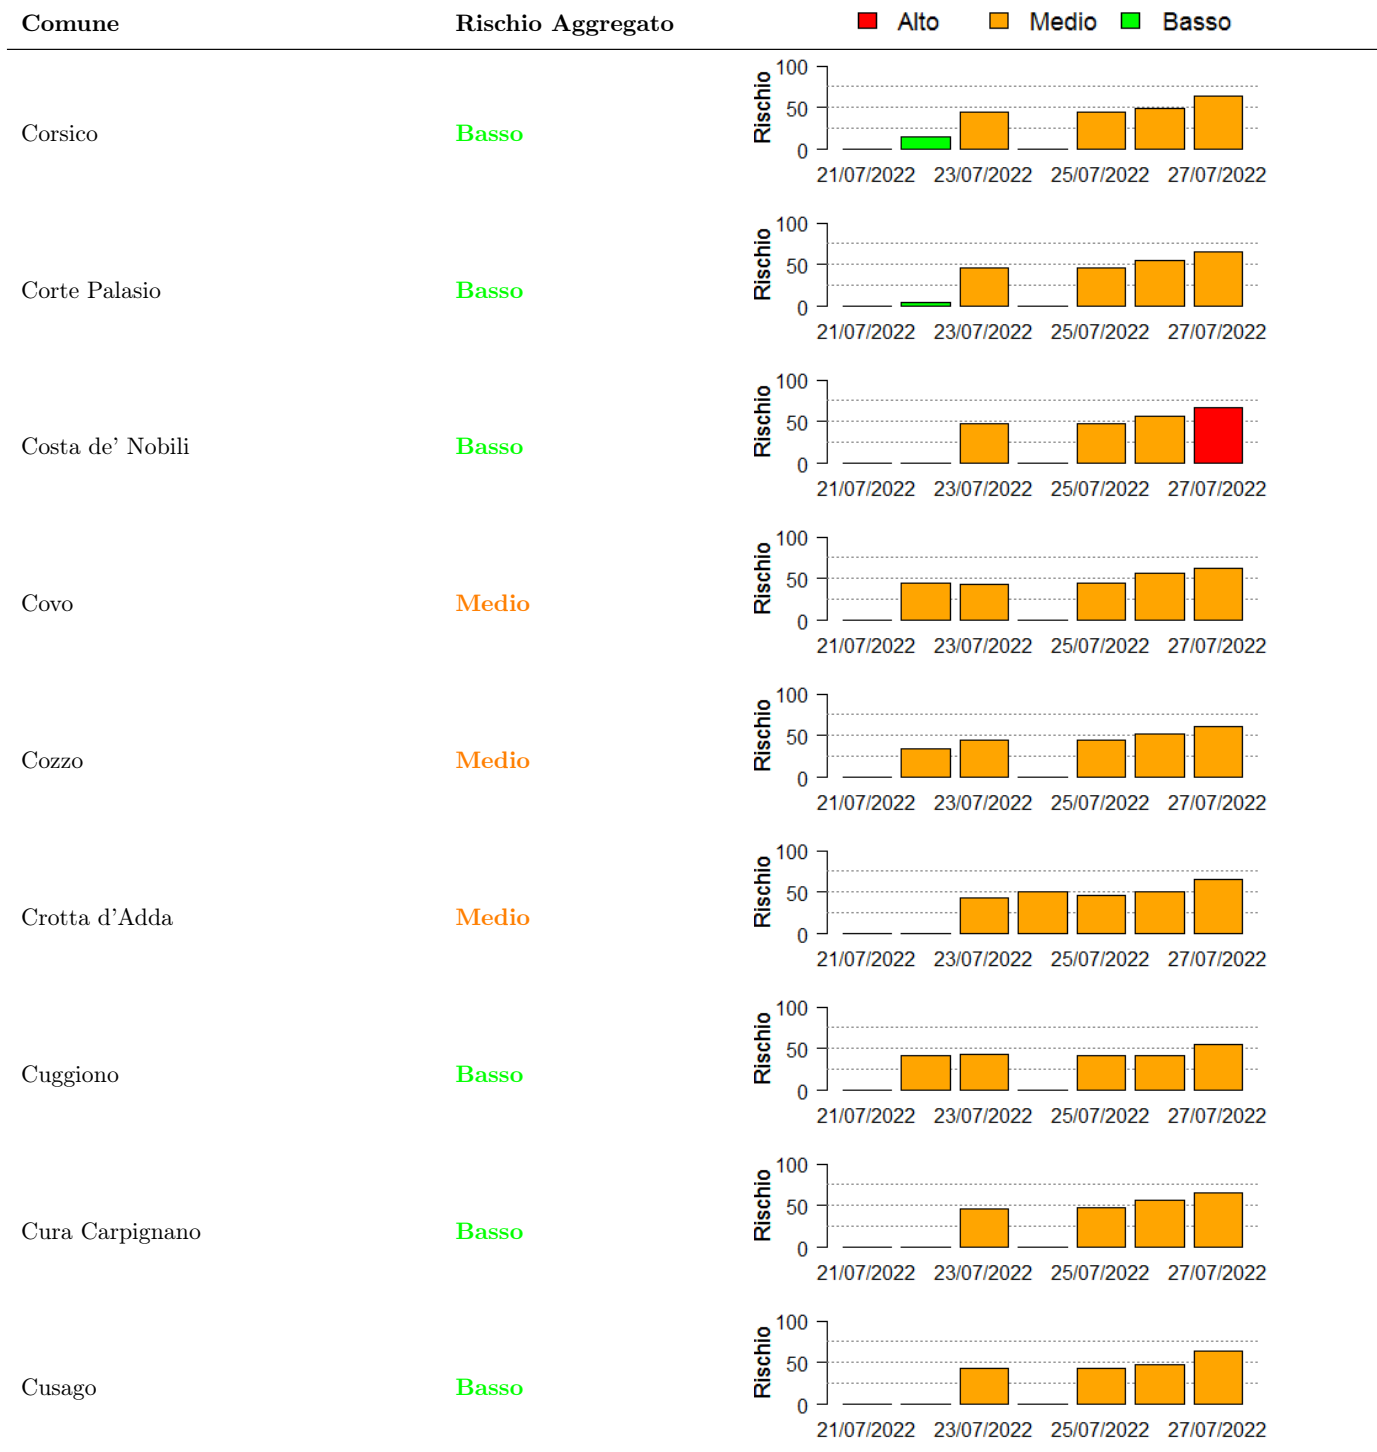 Comune Rischio Aggregato Alto Medio Basso
Corsico Basso Rischio 100 50 0
21/07/2022 23/07/2022 25/07/2022 27/07/2022
Corte Palasio Basso Rischio 100 50 0
21/07/2022 23/07/2022 25/07/2022 27/07/2022
Costa de' Nobili Basso Rischio 100 50 0
21/07/2022 23/07/2022 25/07/2022 27/07/2022
Covo Medio Rischio 100 50 0
21/07/2022 23/07/2022 25/07/2022 27/07/2022
Cozzo Medio Rischio 100 50 0
21/07/2022 23/07/2022 25/07/2022 27/07/2022
Crotta d'Adda Medio Rischio 100 50 0
21/07/2022 23/07/2022 25/07/2022 27/07/2022
Cuggiono Basso Rischio 100 50 0
21/07/2022 23/07/2022 25/07/2022 27/07/2022
Cura Carpignano Basso Rischio 100 50 0
21/07/2022 23/07/2022 25/07/2022 27/07/2022
Cusago Basso Rischio 100 50 0
21/07/2022 23/07/2022 25/07/2022 27/07/2022